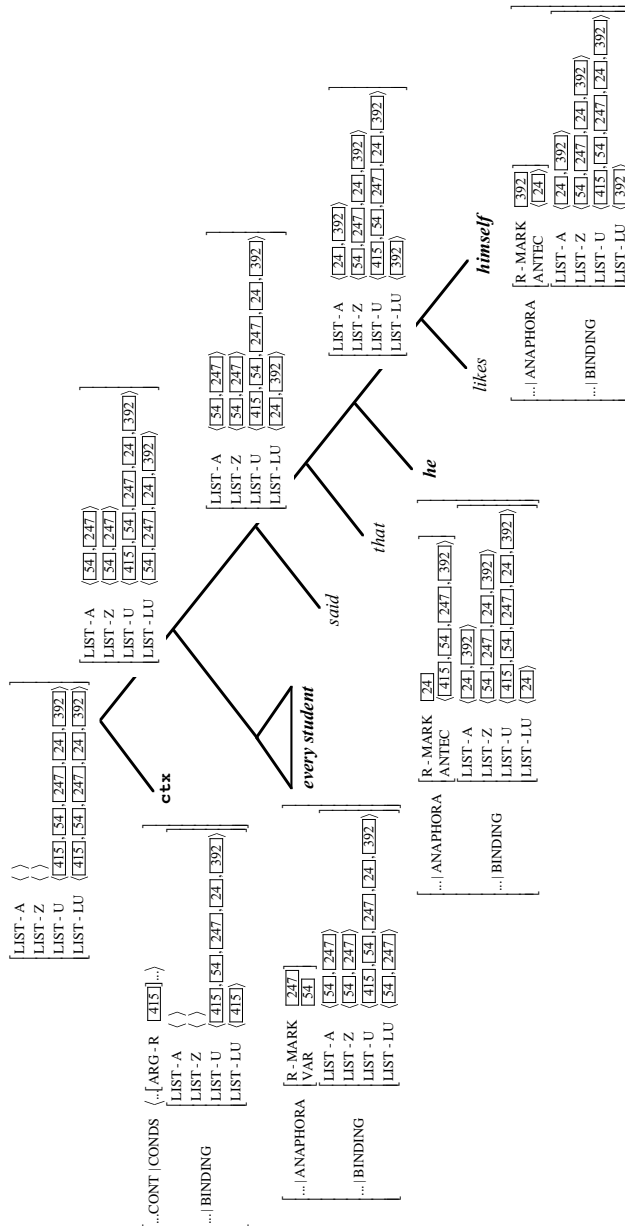 LIST - A ⟨⟩
LIST - Z ⟨⟩
LIST - U ⟨415, 54, 247, 24, 392⟩
LIST - LU ⟨415, 54, 247, 24, 392⟩
LIST - A ⟨54, 247⟩
LIST - Z ⟨54, 247⟩
LIST - U ⟨415, 54, 247, 24, 392⟩
LIST - LU ⟨54, 247, 24, 392⟩
ctx
...CONT | CONDS ⟨...[ARG - R 415]...⟩
...| BINDING
LIST - A ⟨⟩
LIST - Z ⟨⟩
LIST - U ⟨415, 54, 247, 24, 392⟩
LIST - LU ⟨415⟩
every student
...| ANAPHORA
R - MARK 247
VAR 54
...| BINDING
LIST - A ⟨54, 247⟩
LIST - Z ⟨54, 247⟩
LIST - U ⟨415, 54, 247, 24, 392⟩
LIST - LU ⟨54, 247⟩
LIST - A ⟨54, 247⟩
LIST - Z ⟨54, 247⟩
LIST - U ⟨415, 54, 247, 24, 392⟩
LIST - LU ⟨24, 392⟩
said
that
he
...| ANAPHORA
R - MARK 24
ANTEC ⟨415, 54, 247, 392⟩
...| BINDING
LIST - A ⟨24, 392⟩
LIST - Z ⟨54, 247, 24, 392⟩
LIST - U ⟨415, 54, 247, 24, 392⟩
LIST - LU ⟨24⟩
LIST - A ⟨24, 392⟩
LIST - Z ⟨54, 247, 24, 392⟩
LIST - U ⟨415, 54, 247, 24, 392⟩
LIST - LU ⟨392⟩
likes
himself
...| ANAPHORA
R - MARK 392
ANTEC ⟨24⟩
...| BINDING
LIST - A ⟨24, 392⟩
LIST - Z ⟨54, 247, 24, 392⟩
LIST - U ⟨415, 54, 247, 24, 392⟩
LIST - LU ⟨392⟩